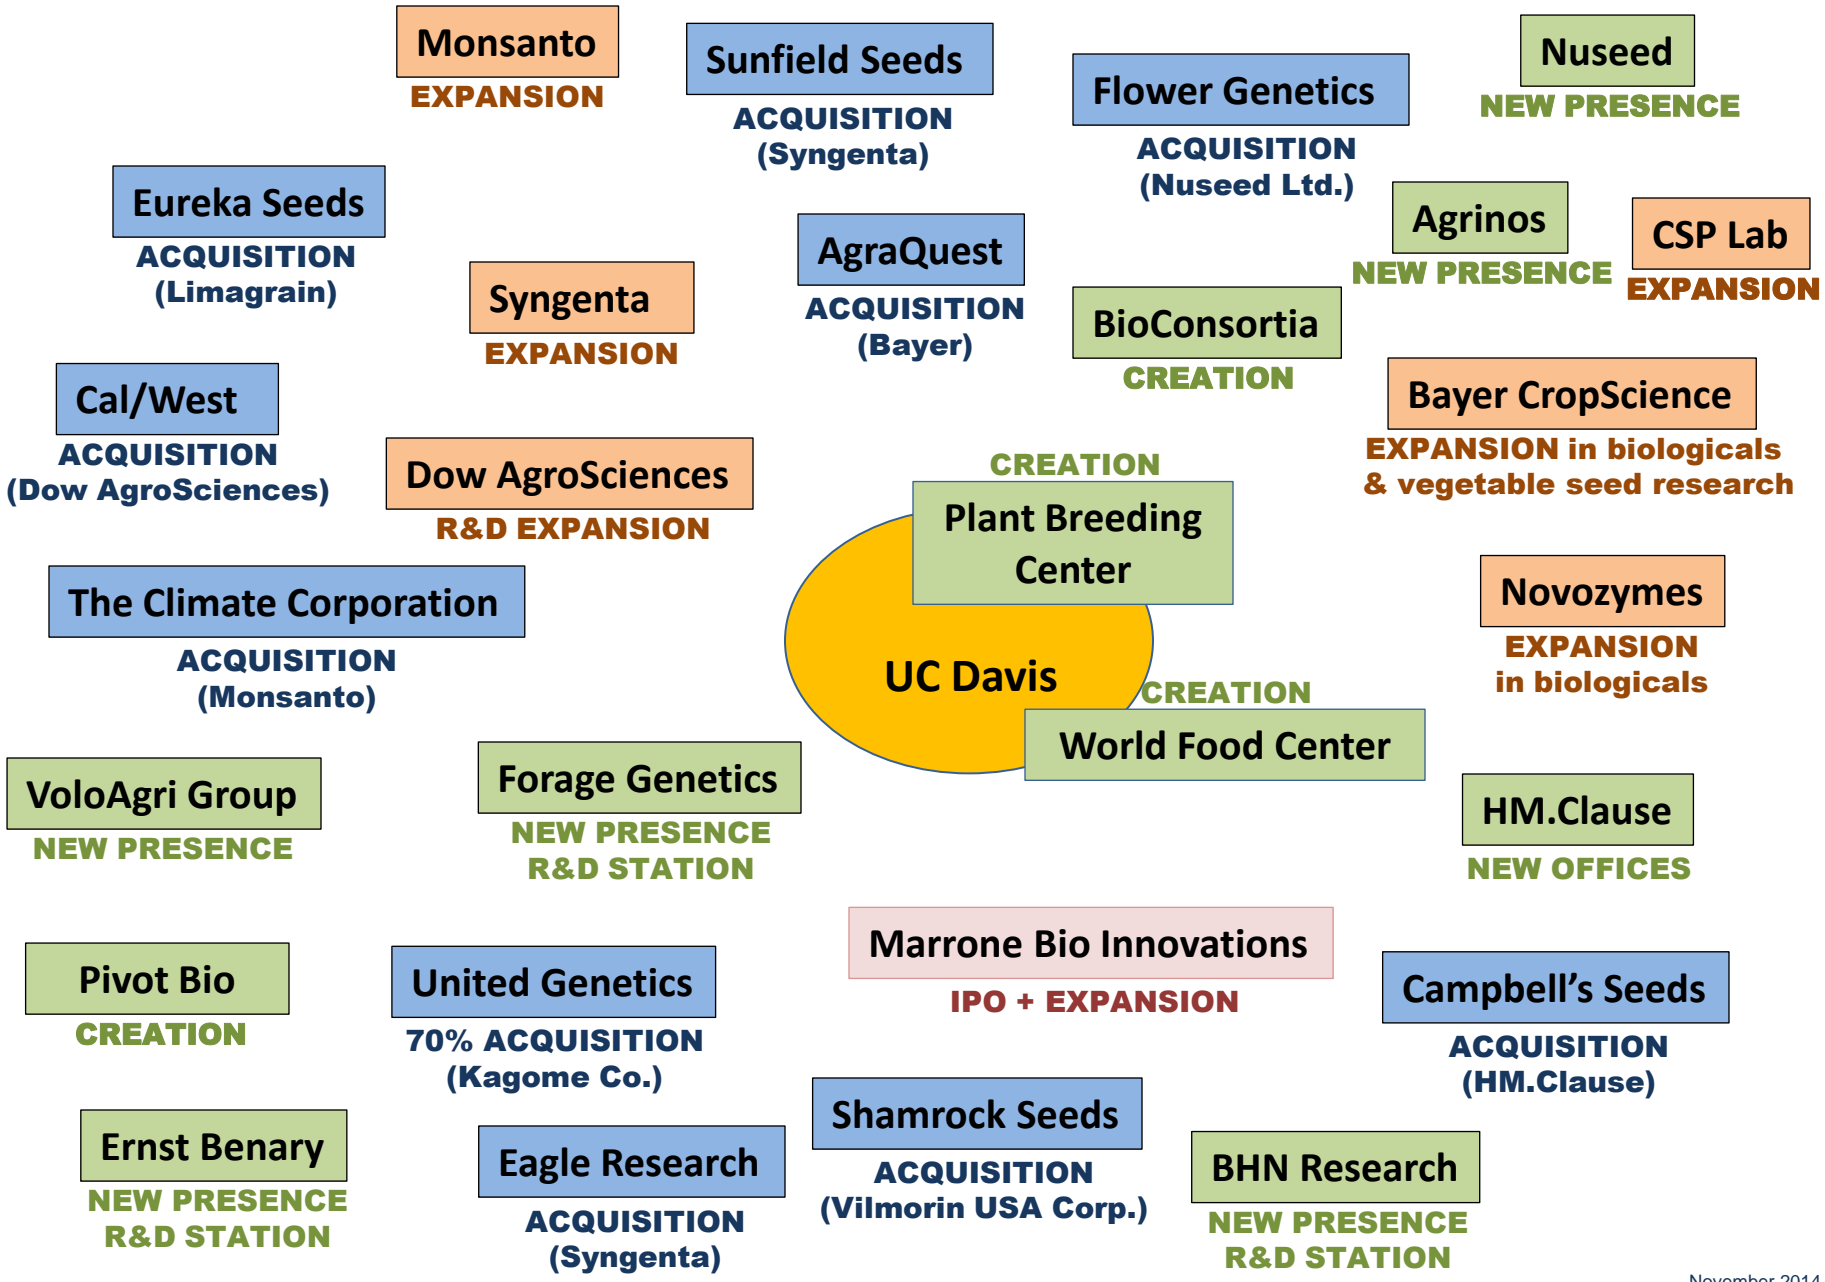 Monsanto
EXPANSION
Sunfield Seeds
ACQUISITION
(Syngenta)
Flower Genetics
ACQUISITION
(Nuseed Ltd.)
Nuseed
NEW PRESENCE
Eureka Seeds
ACQUISITION
(Limagrain)
Syngenta
EXPANSION
AgraQuest
ACQUISITION
(Bayer)
Agrinos
NEW PRESENCE
CSP Lab
EXPANSION
BioConsortia
CREATION
Cal/West
ACQUISITION
(Dow AgroSciences)
Dow AgroSciences
R&D EXPANSION
Bayer CropScience
EXPANSION in biologicals
& vegetable seed research
CREATION
Plant Breeding
Center
UC Davis
CREATION
World Food Center
The Climate Corporation
ACQUISITION
(Monsanto)
Novozymes
EXPANSION
in biologicals
VoloAgri Group
NEW PRESENCE
Forage Genetics
NEW PRESENCE
R&D STATION
HM.Clause
NEW OFFICES
Pivot Bio
CREATION
United Genetics
70% ACQUISITION
(Kagome Co.)
Marrone Bio Innovations
IPO + EXPANSION
Campbell’s Seeds
ACQUISITION
(HM.Clause)
Ernst Benary
NEW PRESENCE
R&D STATION
Eagle Research
ACQUISITION
(Syngenta)
Shamrock Seeds
ACQUISITION
(Vilmorin USA Corp.)
BHN Research
NEW PRESENCE
R&D STATION
November 2014